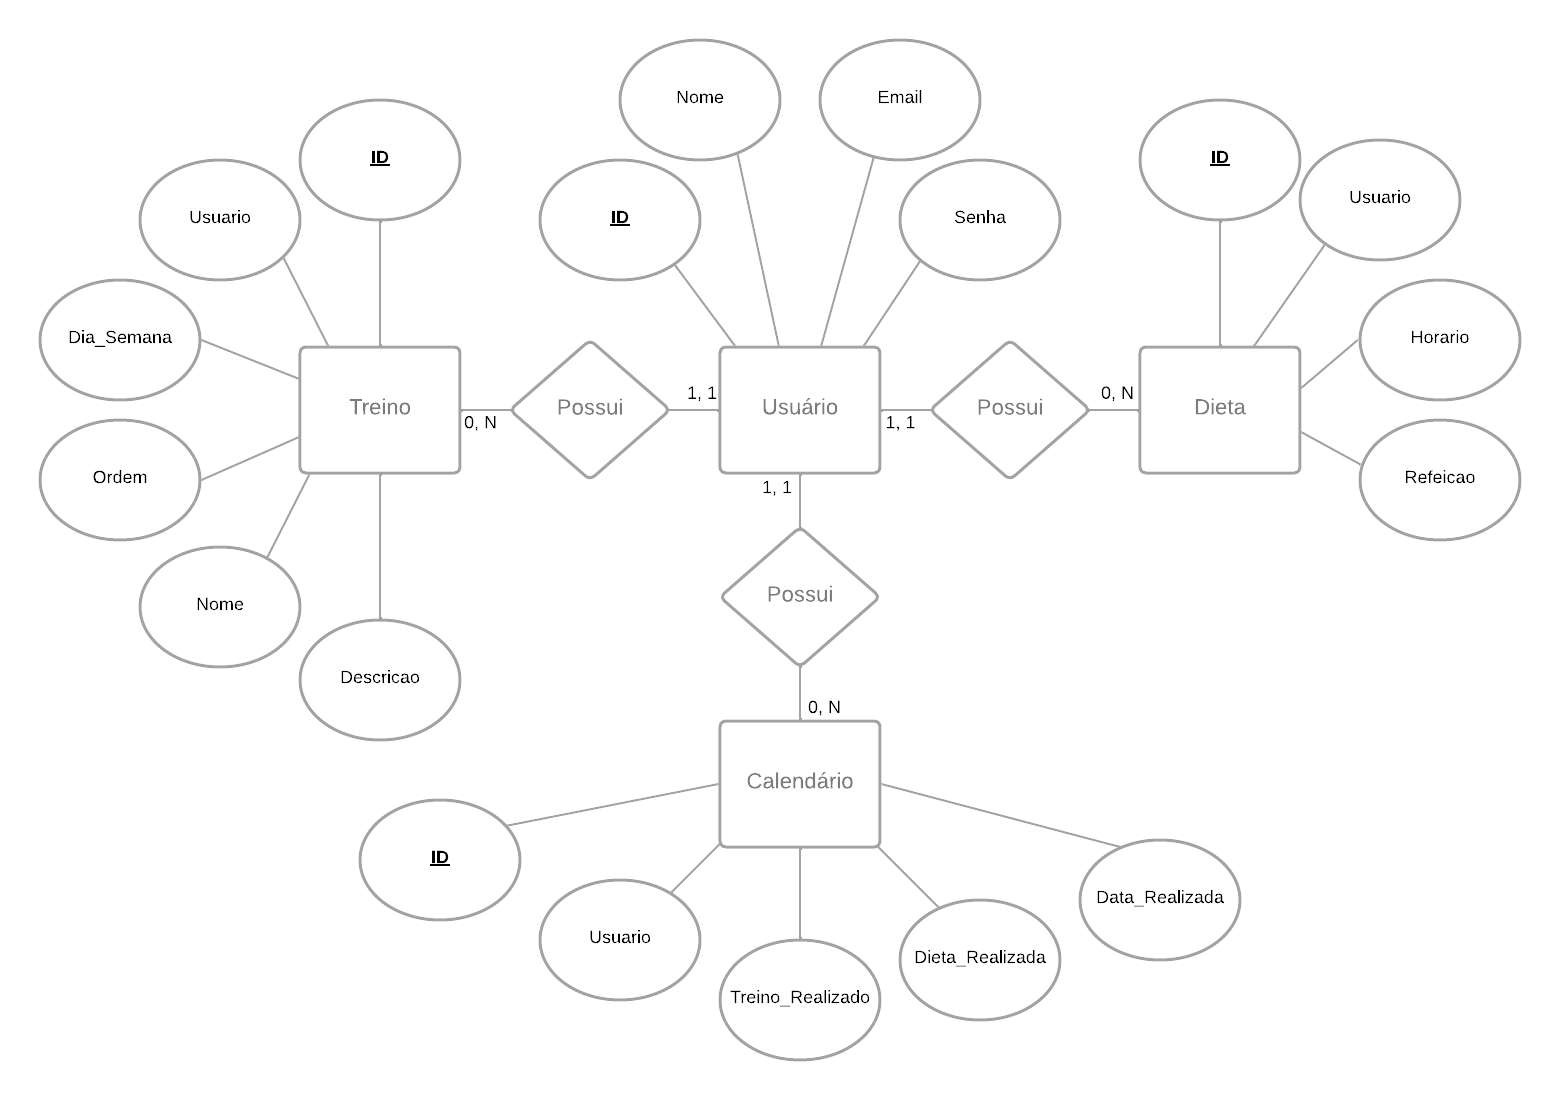 Nome
Email
ID
ID
Usuario
Usuario
ID
Senha
Dia_Semana
Horario
Treino
0, N
Possui
1, 1
Usuário
1, 1
Possui
0, N
Dieta
Ordem
Refeicao
1, 1
Possui
Nome
Descricao
0, N
Calendário
ID
Usuario
Treino_Realizado
Dieta_Realizada
Data_Realizada